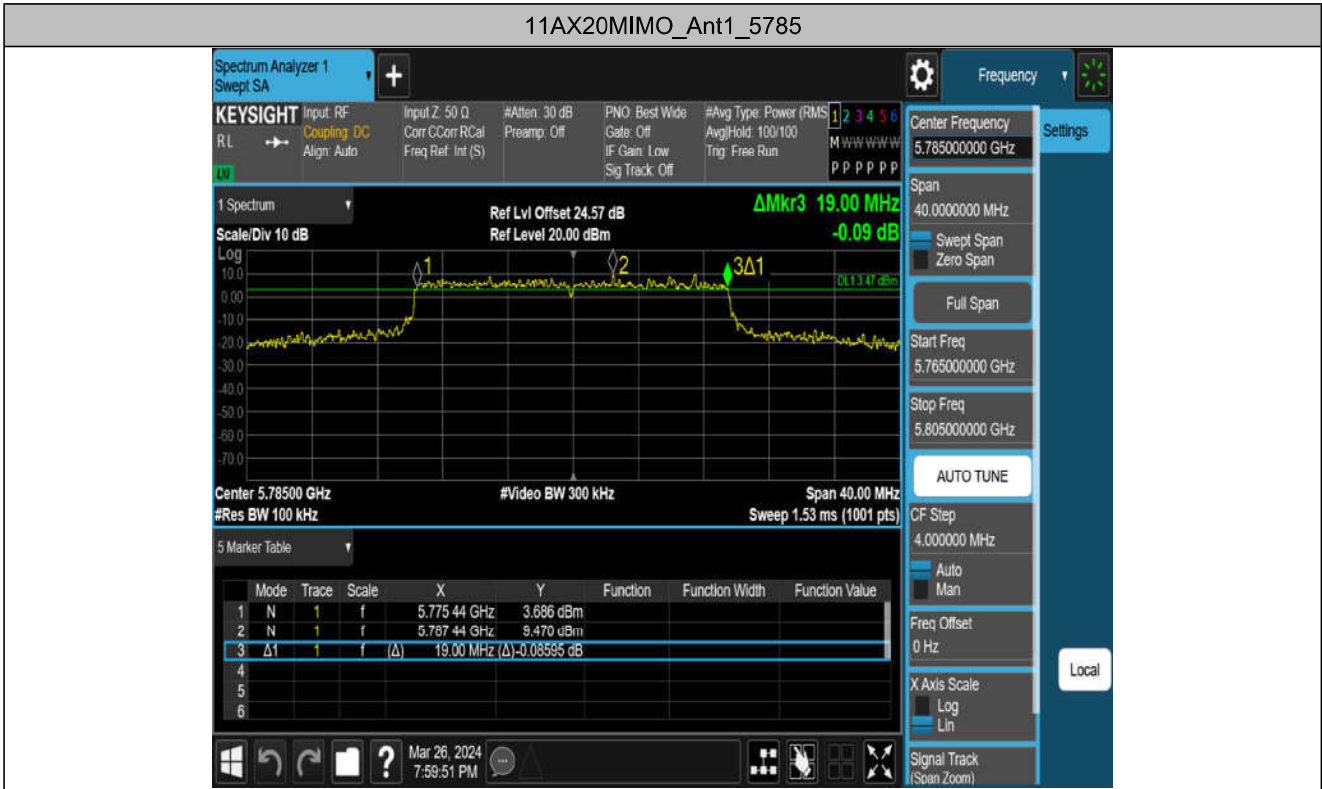 11AX20MIMO_Ant1_5785
Spectrum Analyzer 1
Swept SA
+
Frequency
KEYSIGHT
RL
LXI
Input: RF
Coupling: DC
Align: Auto
Input Z: 50 Ω
Corr CCorr RCal
Freq Ref: Int (S)
#Atten: 30 dB
Preamp: Off
PNO: Best Wide
Gate: Off
IF Gain: Low
Sig Track: Off
#Avg Type: Power (RMS
Avg|Hold: 100/100
Trig: Free Run
1 2 3 4 5 6
M W W W W W
P P P P P P
1 Spectrum
Scale/Div 10 dB
Ref Lvl Offset 24.57 dB
Ref Level 20.00 dBm
ΔMkr3 19.00 MHz
-0.09 dB
Log
1
2
3Δ1
DL1 3.47 dBm
10.0
0.00
-10.0
-20.0
-30.0
-40.0
-50.0
-60.0
-70.0
Center 5.78500 GHz
#Res BW 100 kHz
#Video BW 300 kHz
Span 40.00 MHz
Sweep 1.53 ms (1001 pts)
5 Marker Table
Mode Trace Scale X Y Function Function Width Function Value
1 N 1 f 5.775 44 GHz 3.686 dBm
2 N 1 f 5.787 44 GHz 9.470 dBm
3 Δ1 1 f (Δ) 19.00 MHz (Δ)-0.08595 dB
4
5
6
Mar 26, 2024
7:59:51 PM
Center Frequency
5.785000000 GHz
Settings
Span
40.0000000 MHz
Swept Span
Zero Span
Full Span
Start Freq
5.765000000 GHz
Stop Freq
5.805000000 GHz
AUTO TUNE
CF Step
4.000000 MHz
Auto
Man
Freq Offset
0 Hz
X Axis Scale
Log
Lin
Local
Signal Track
(Span Zoom)